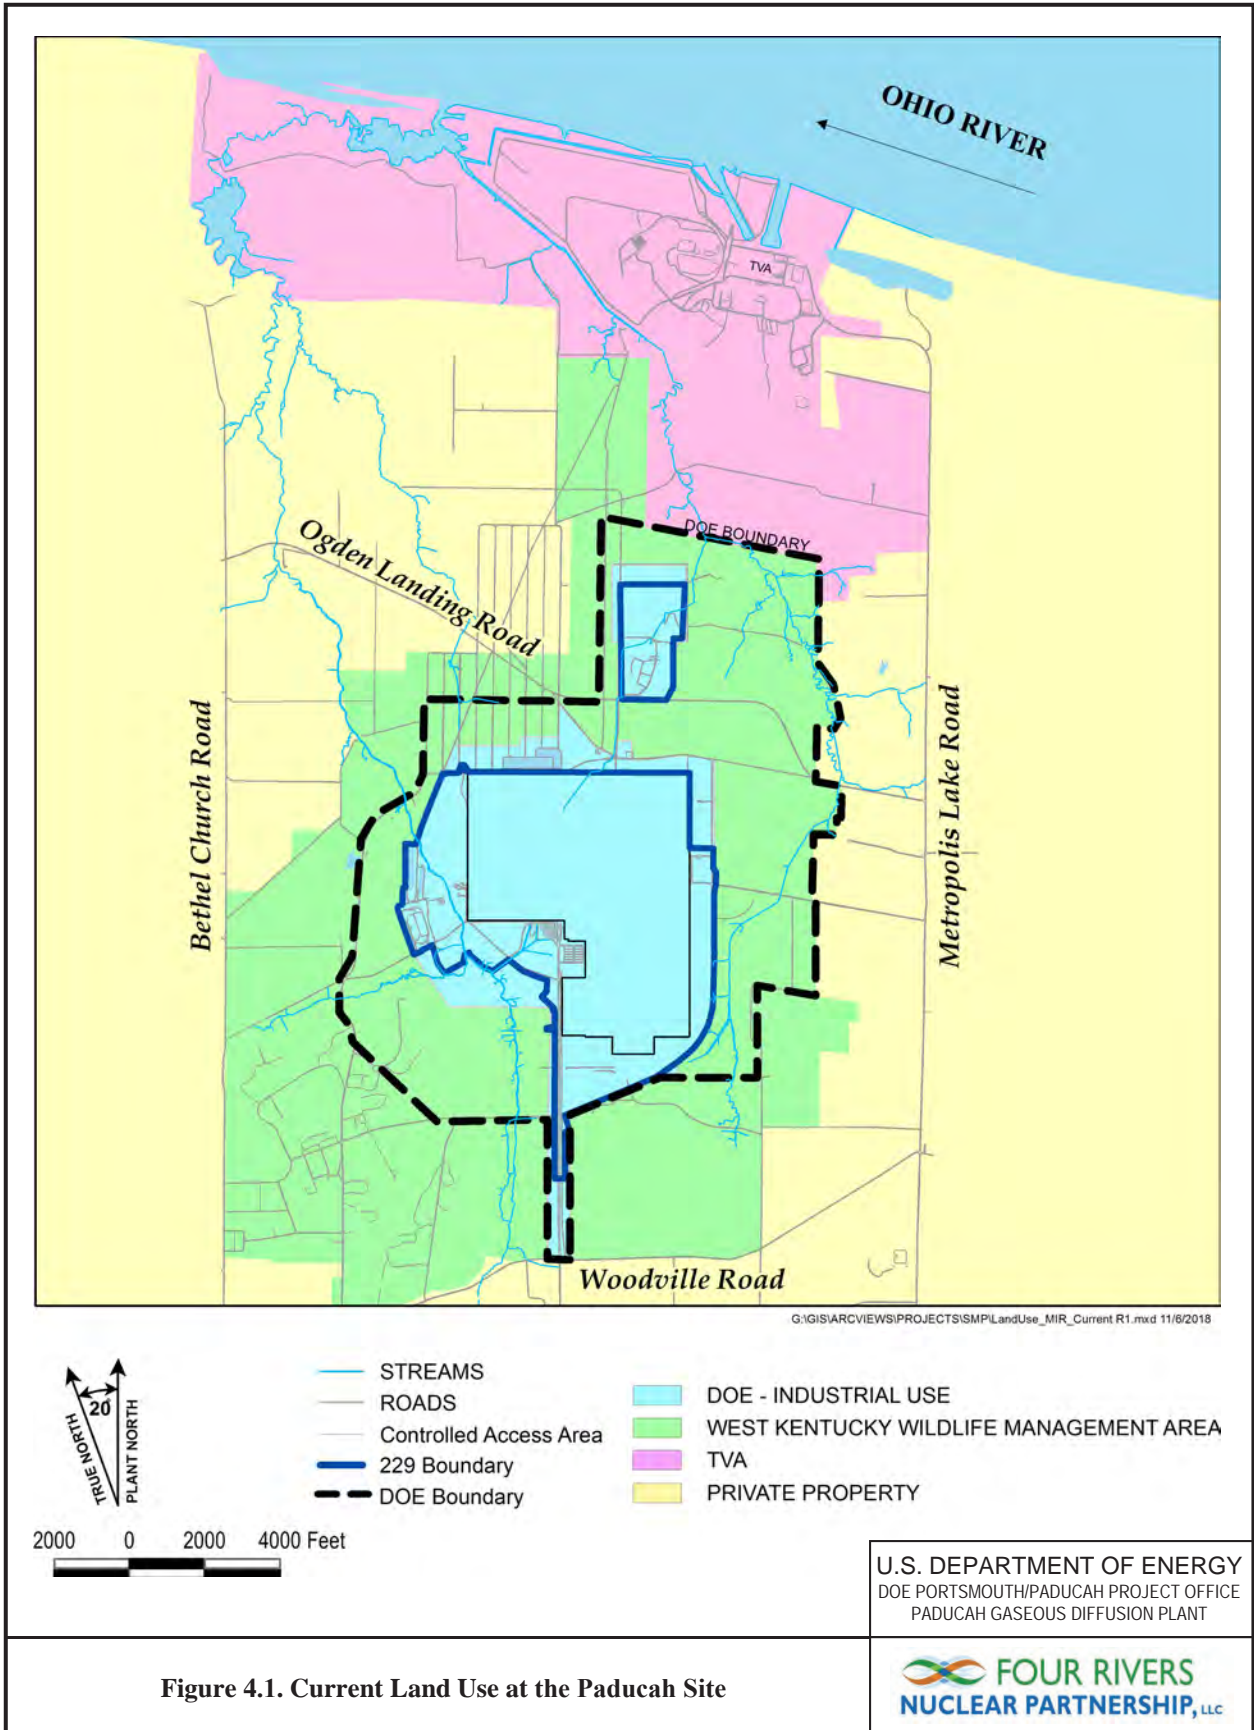 OHIO RIVER
TVA
DOE BOUNDARY
Ogden Landing Road
Bethel Church Road
Metropolis Lake Road
Woodville Road
G:\GIS\ARCVIEWS\PROJECTS\SMP\LandUse_MIR_Current R1.mxd 11/6/2018
20
TRUE NORTH
PLANT NORTH
STREAMS
ROADS
Controlled Access Area
229 Boundary
DOE Boundary
DOE - INDUSTRIAL USE
WEST KENTUCKY WILDLIFE MANAGEMENT AREA
TVA
PRIVATE PROPERTY
2000 0 2000 4000 Feet
U.S. DEPARTMENT OF ENERGY
DOE PORTSMOUTH/PADUCAH PROJECT OFFICE
PADUCAH GASEOUS DIFFUSION PLANT
Figure 4.1. Current Land Use at the Paducah Site
FOUR RIVERS
NUCLEAR PARTNERSHIP, LLC